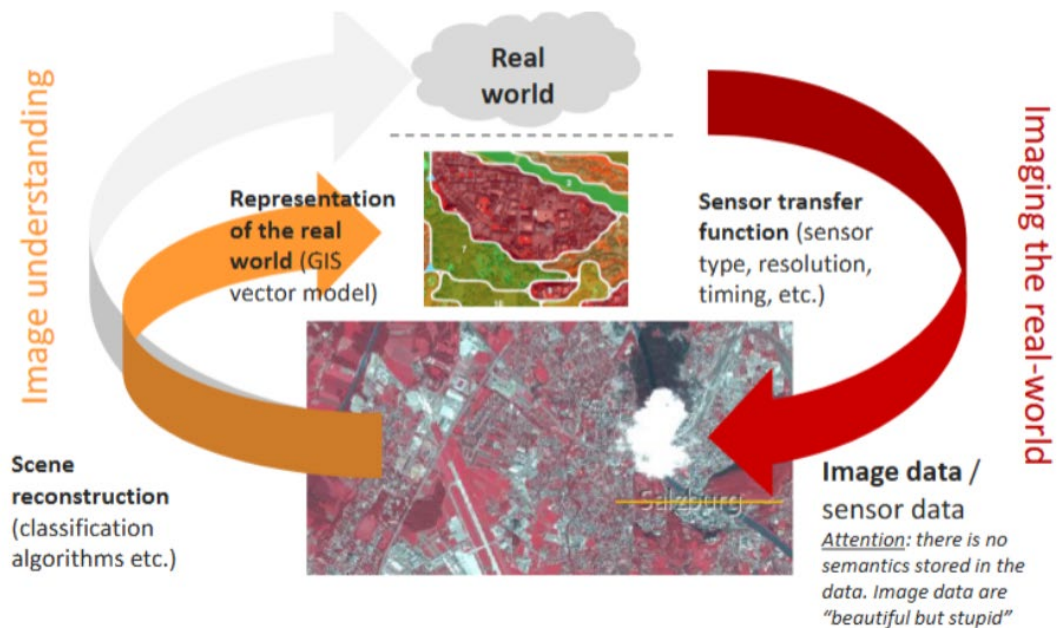 Real
world
Image understanding
Representation
of the real
world (GIS
vector model)
Sensor transfer
function (sensor
type, resolution,
timing, etc.)
Imaging the real-world
Scene
reconstruction
(classification
algorithms etc.)
Salzburg
Image data /
sensor data
Attention: there is no
semantics stored in the
data. Image data are
"beautiful but stupid"